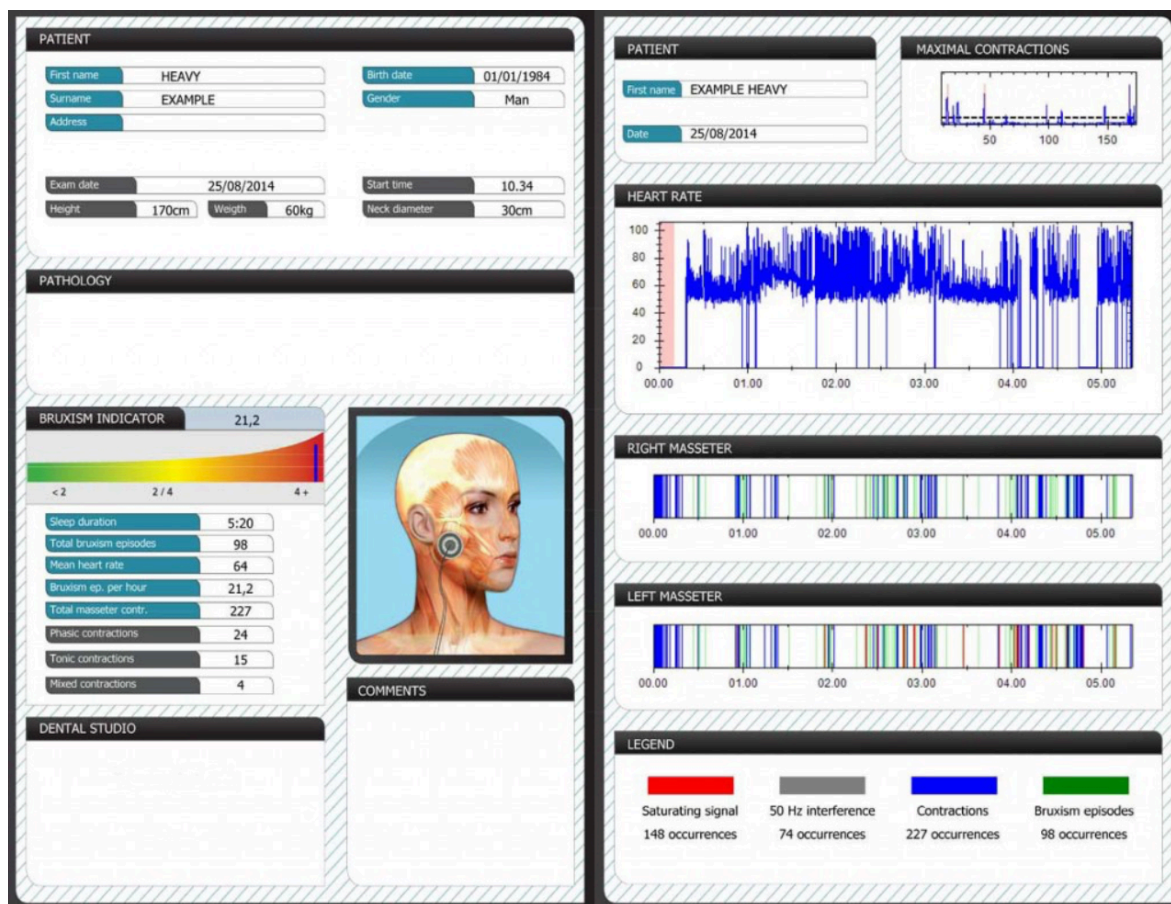 PATIENT
First name HEAVY Birth date 01/01/1984
Surname EXAMPLE Gender Man
Address
Exam date 25/08/2014 Start time 10.34
Height 170cm Weigth 60kg Neck diameter 30cm
PATHOLOGY
BRUXISM INDICATOR 21,2
< 2 2 / 4 4 +
Sleep duration 5:20
Total bruxism episodes 98
Mean heart rate 64
Bruxism ep. per hour 21,2
Total masseter contr. 227
Phasic contractions 24
Tonic contractions 15
Mixed contractions 4
DENTAL STUDIO
COMMENTS
PATIENT
First name EXAMPLE HEAVY
Date 25/08/2014
MAXIMAL CONTRACTIONS
50 100 150
HEART RATE
100
80
60
40
20
0
00.00 01.00 02.00 03.00 04.00 05.00
RIGHT MASSETER
00.00 01.00 02.00 03.00 04.00 05.00
LEFT MASSETER
00.00 01.00 02.00 03.00 04.00 05.00
LEGEND
Saturating signal 50 Hz interference Contractions Bruxism episodes
148 occurrences 74 occurrences 227 occurrences 98 occurrences